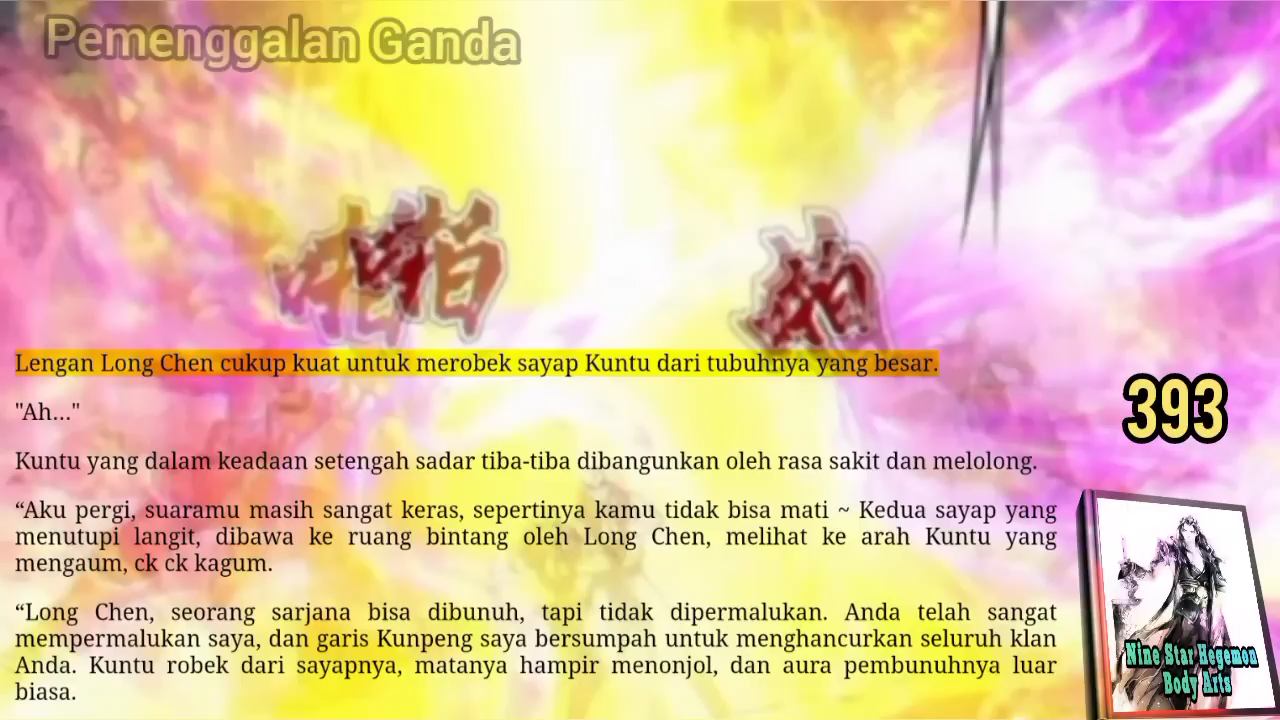 Pemenggalan Ganda
啪 啪
Lengan Long Chen cukup kuat untuk merobek sayap Kuntu dari tubuhnya yang besar.
"Ah..."
Kuntu yang dalam keadaan setengah sadar tiba-tiba dibangunkan oleh rasa sakit dan melolong.
“Aku pergi, suaramu masih sangat keras, sepertinya kamu tidak bisa mati ~ Kedua sayap yang
menutupi langit, dibawa ke ruang bintang oleh Long Chen, melihat ke arah Kuntu yang
mengaum, ck ck kagum.
“Long Chen, seorang sarjana bisa dibunuh, tapi tidak dipermalukan. Anda telah sangat
mempermalukan saya, dan garis Kunpeng saya bersumpah untuk menghancurkan seluruh klan
Anda. Kuntu robek dari sayapnya, matanya hampir menonjol, dan aura pembunuhnya luar
biasa.
393
Nine Star Hegemon
Body Arts